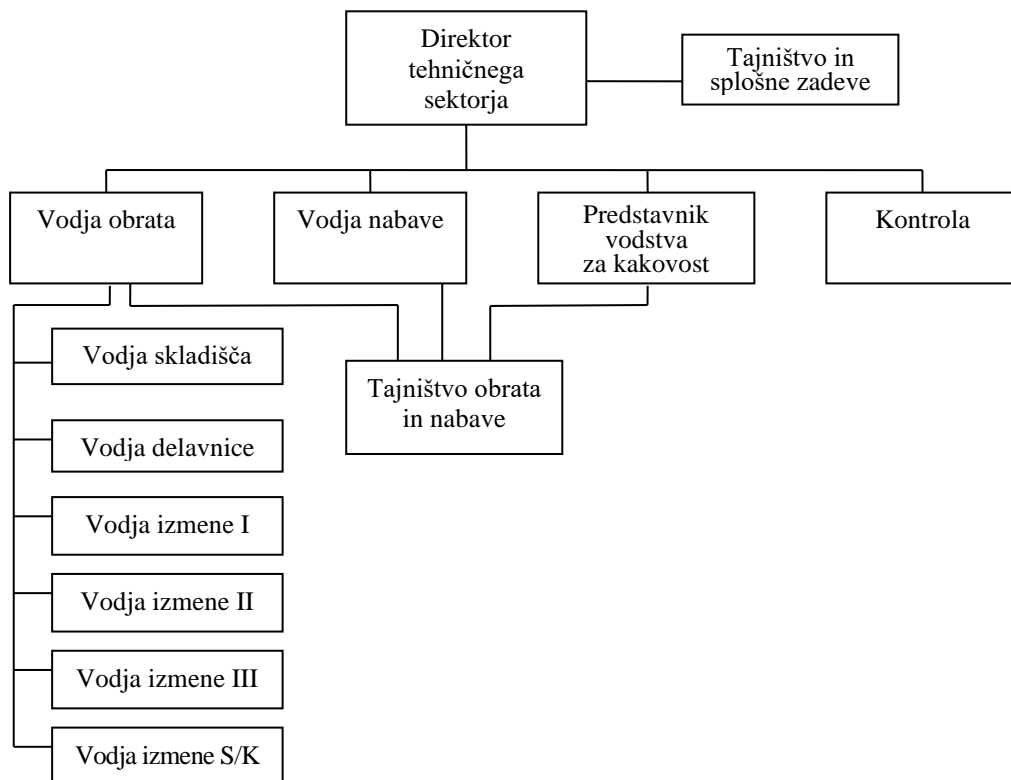 Direktor
tehničnega
sektorja
Tajništvo in
splošne zadeve
Vodja obrata
Vodja nabave
Predstavnik
vodstva
za kakovost
Kontrola
Vodja skladišča
Tajništvo obrata
in nabave
Vodja delavnice
Vodja izmene I
Vodja izmene II
Vodja izmene III
Vodja izmene S/K